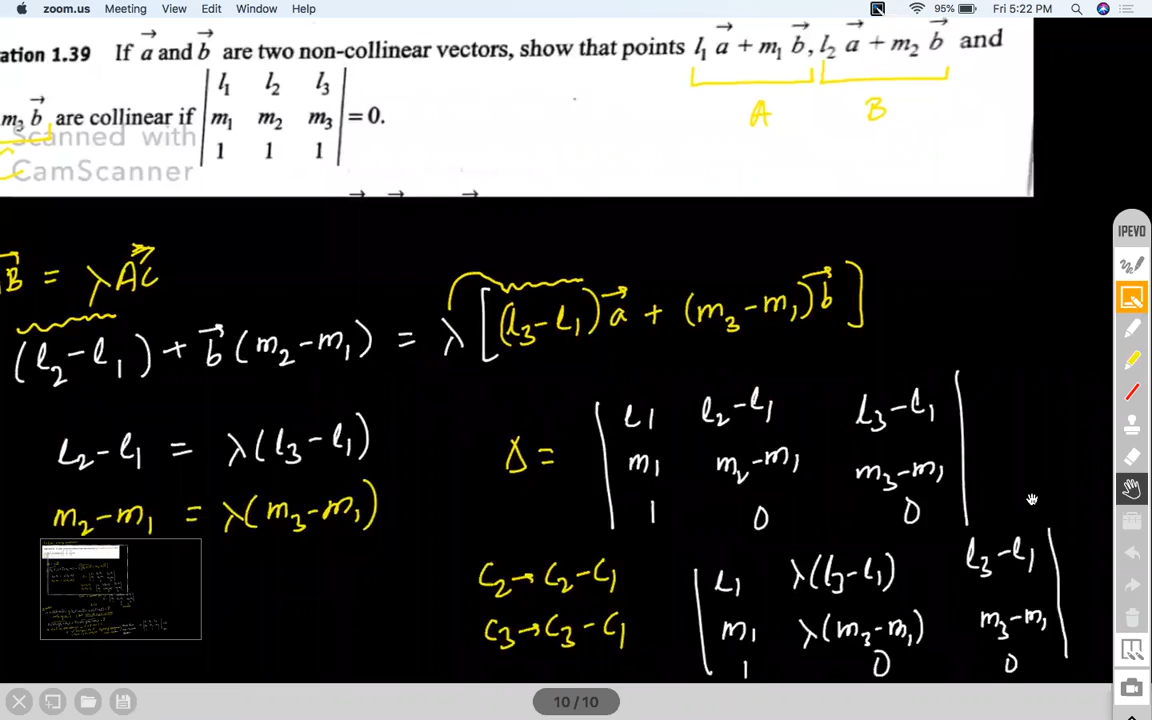 zoom.us Meeting View Edit Window Help 95% Fri 5:22 PM
ation 1.39 If a⃗ and b⃗ are two non-collinear vectors, show that points l₁ a⃗ + m₁ b⃗, l₂ a⃗ + m₂ b⃗ and
A B
m₃ b⃗ are collinear if | l₁ l₂ l₃ |
| m₁ m₂ m₃ | = 0.
| 1 1 1 |
Scanned with
CamScanner
B⃗ = λ AC⃗
(l₂-l₁) + b⃗ (m₂-m₁) = λ [(l₃-l₁) a⃗ + (m₃-m₁) b⃗]
l₂-l₁ = λ(l₃-l₁)
m₂-m₁ = λ(m₃-m₁)
Δ = | l₁ l₂-l₁ l₃-l₁ |
| m₁ m₂-m₁ m₃-m₁ |
| 1 0 0 |
C₂→C₂-C₁
C₃→C₃-C₁
| l₁ λ(l₃-l₁) l₃-l₁ |
| m₁ λ(m₃-m₁) m₃-m₁ |
| 1 0 0 |
IPEVO
10 / 10